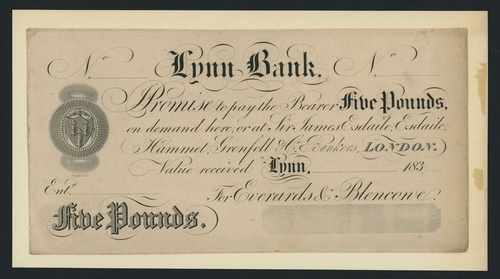 No Lynn Bank. No
I Promise to pay the Bearer Five Pounds,
on demand here, or at Sir James Esdaile, Esdaile,
Hammet, Grenfell & Co. Bankers, LONDON.
Value received Lynn, 183
Entd. For Everards & Blencowe.
Five Pounds.